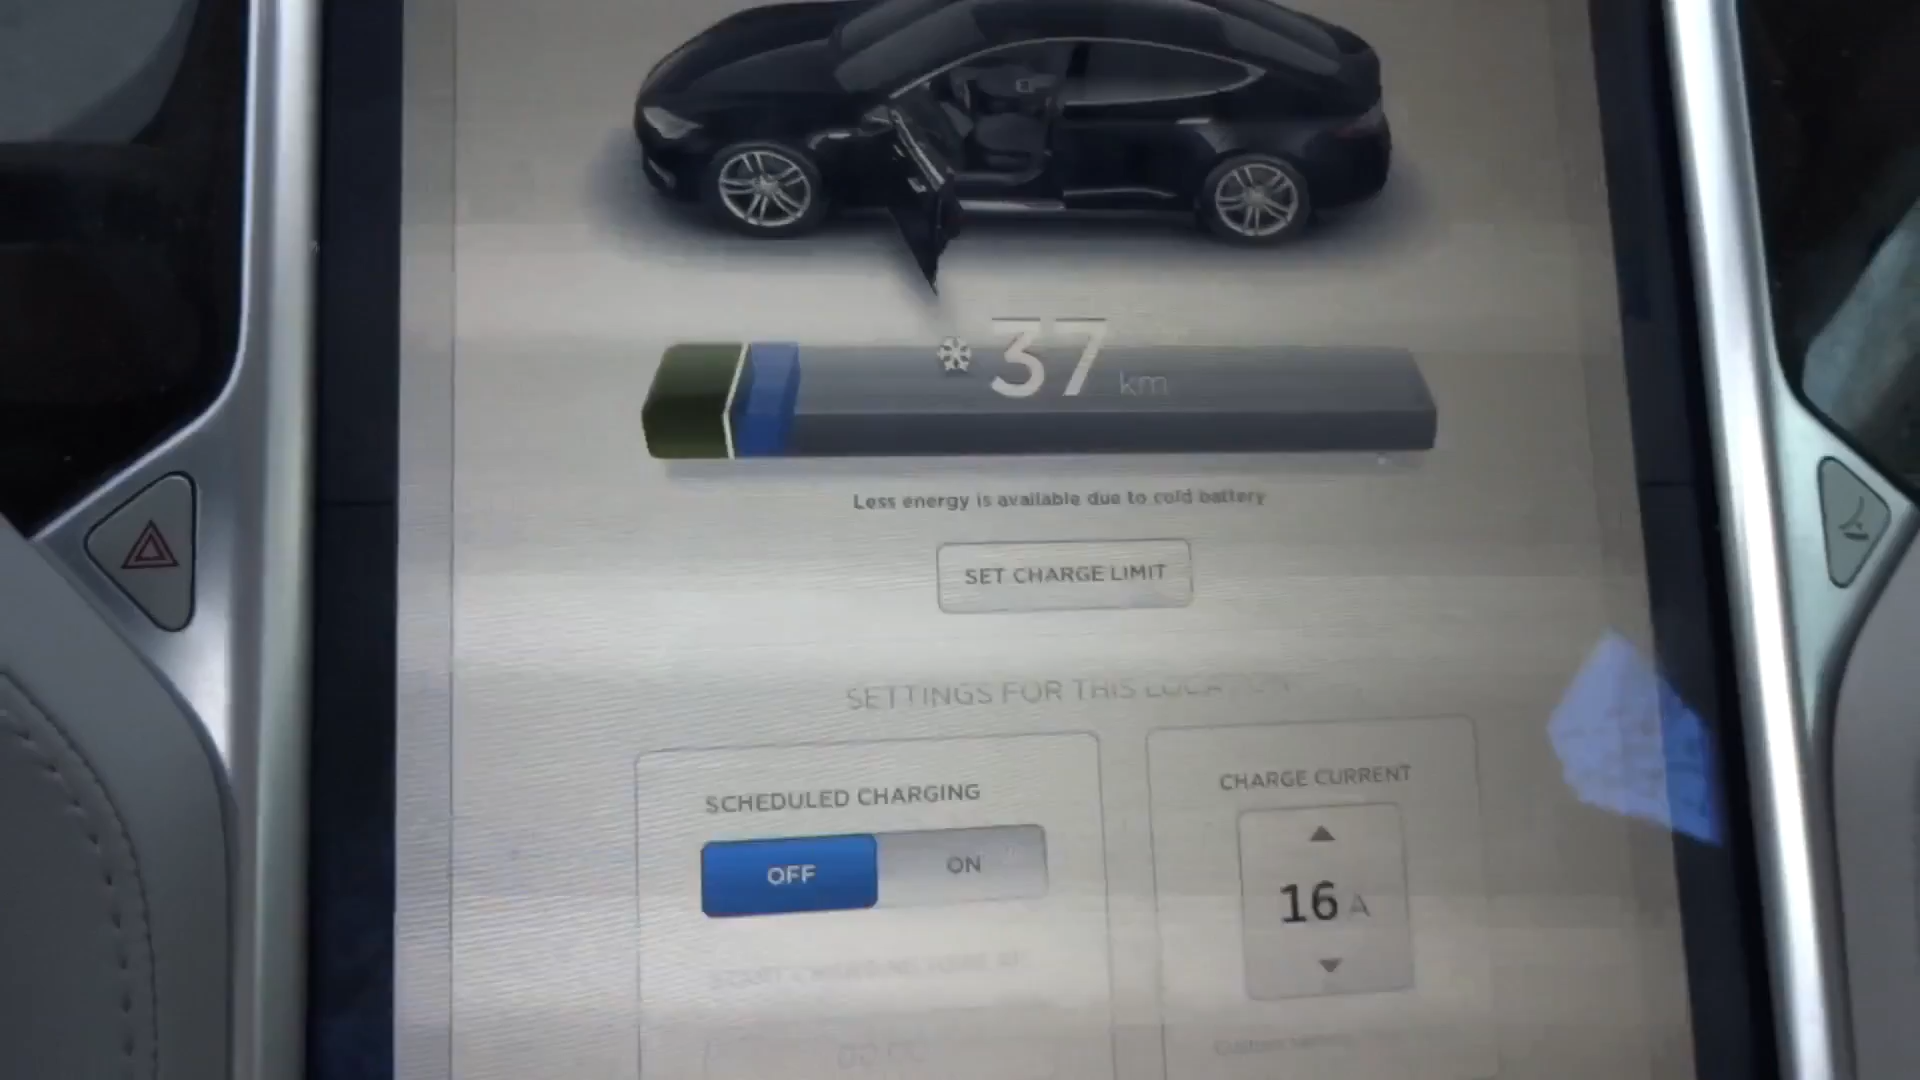 37 km
Less energy is available due to cold battery
SET CHARGE LIMIT
SETTINGS FOR THIS LOCATION
SCHEDULED CHARGING
OFF ON
CHARGE CURRENT
16 A